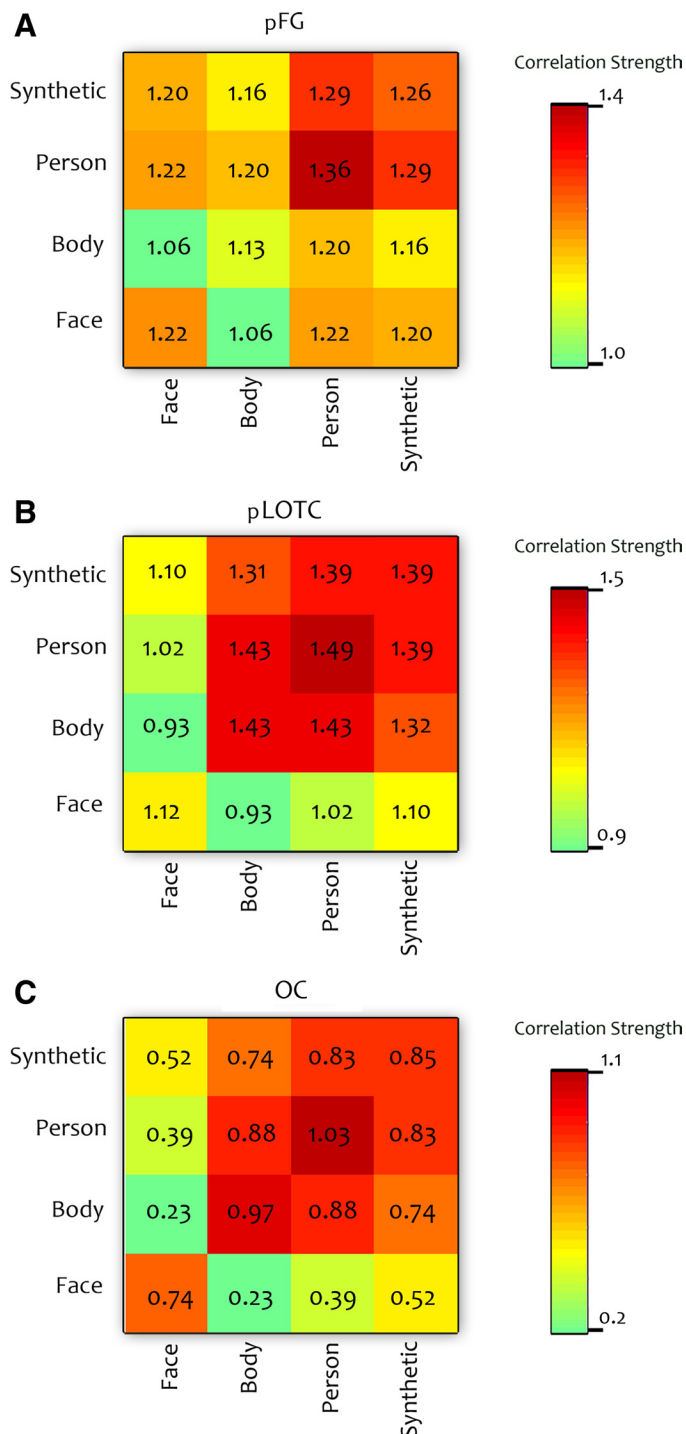 A
pFG
Correlation Strength
Synthetic 1.20 1.16 1.29 1.26
Person 1.22 1.20 1.36 1.29
Body 1.06 1.13 1.20 1.16
Face 1.22 1.06 1.22 1.20
1.4
1.0
Face Body Person Synthetic
B
pLOTC
Correlation Strength
Synthetic 1.10 1.31 1.39 1.39
Person 1.02 1.43 1.49 1.39
Body 0.93 1.43 1.43 1.32
Face 1.12 0.93 1.02 1.10
1.5
0.9
Face Body Person Synthetic
C
OC
Correlation Strength
Synthetic 0.52 0.74 0.83 0.85
Person 0.39 0.88 1.03 0.83
Body 0.23 0.97 0.88 0.74
Face 0.74 0.23 0.39 0.52
1.1
0.2
Face Body Person Synthetic